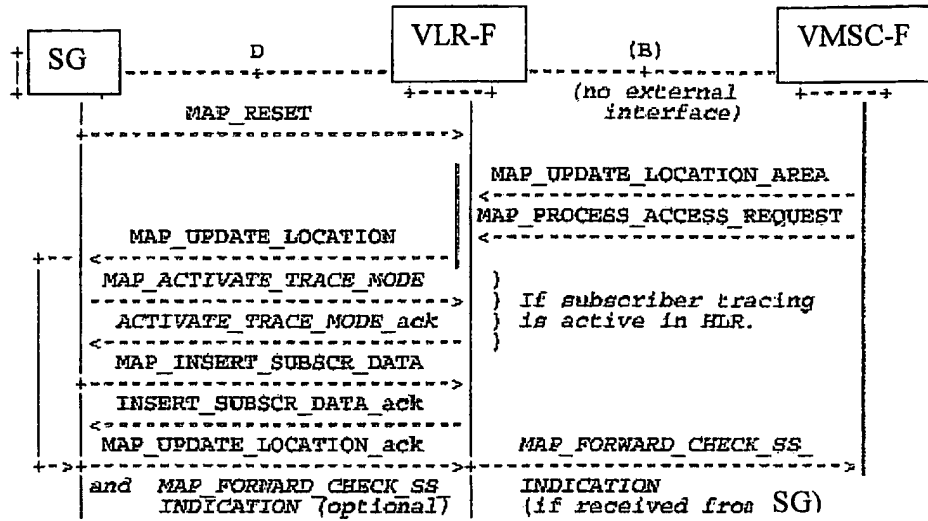 SG
D
VLR-F
(B)
VMSC-F
(no external
interface)
MAP_RESET
MAP_UPDATE_LOCATION_AREA
MAP_PROCESS_ACCESS_REQUEST
MAP_UPDATE_LOCATION
MAP_ACTIVATE_TRACE_MODE
ACTIVATE_TRACE_MODE_ack
}
} If subscriber tracing
} is active in HLR.
}
MAP_INSERT_SUBSCR_DATA
INSERT_SUBSCR_DATA_ack
MAP_UPDATE_LOCATION_ack
MAP_FORWARD_CHECK_SS_
and MAP_FORWARD_CHECK_SS_
INDICATION (optional)
INDICATION
(if received from SG)